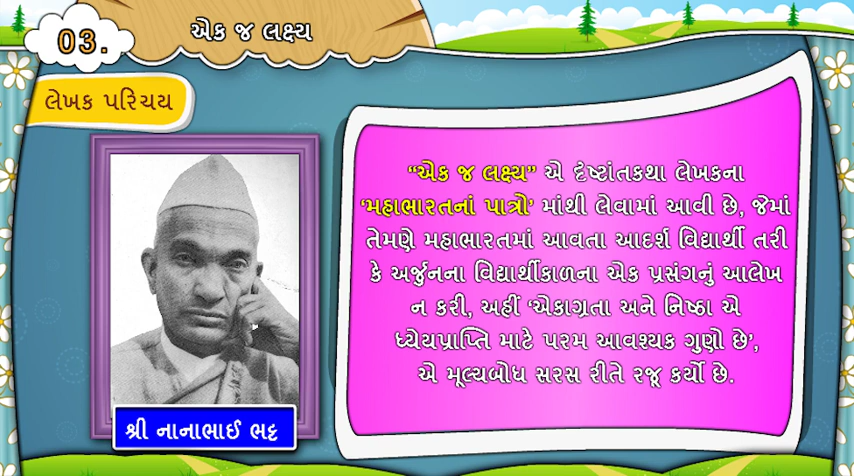 03.
એક જ લક્ષ્ય
લેખક પરિચય
“એક જ લક્ષ્ય” એ દૃષ્ટાંતકથા લેખકના
‘મહાભારતનાં પાત્રો’ માંથી લેવામાં આવી છે, જેમાં
તેમણે મહાભારતમાં આવતા આદર્શ વિદ્યાર્થી તરી
કે અર્જુનના વિદ્યાર્થીકાળના એક પ્રસંગનું આલેખ
ન કરી, અહીં ‘એકાગ્રતા અને નિષ્ઠા એ
ધ્યેયપ્રાપ્તિ માટે પરમ આવશ્યક ગુણો છે’,
એ મૂલ્યબોધ સરસ રીતે રજૂ કર્યો છે.
શ્રી નાનાભાઈ ભટ્ટ